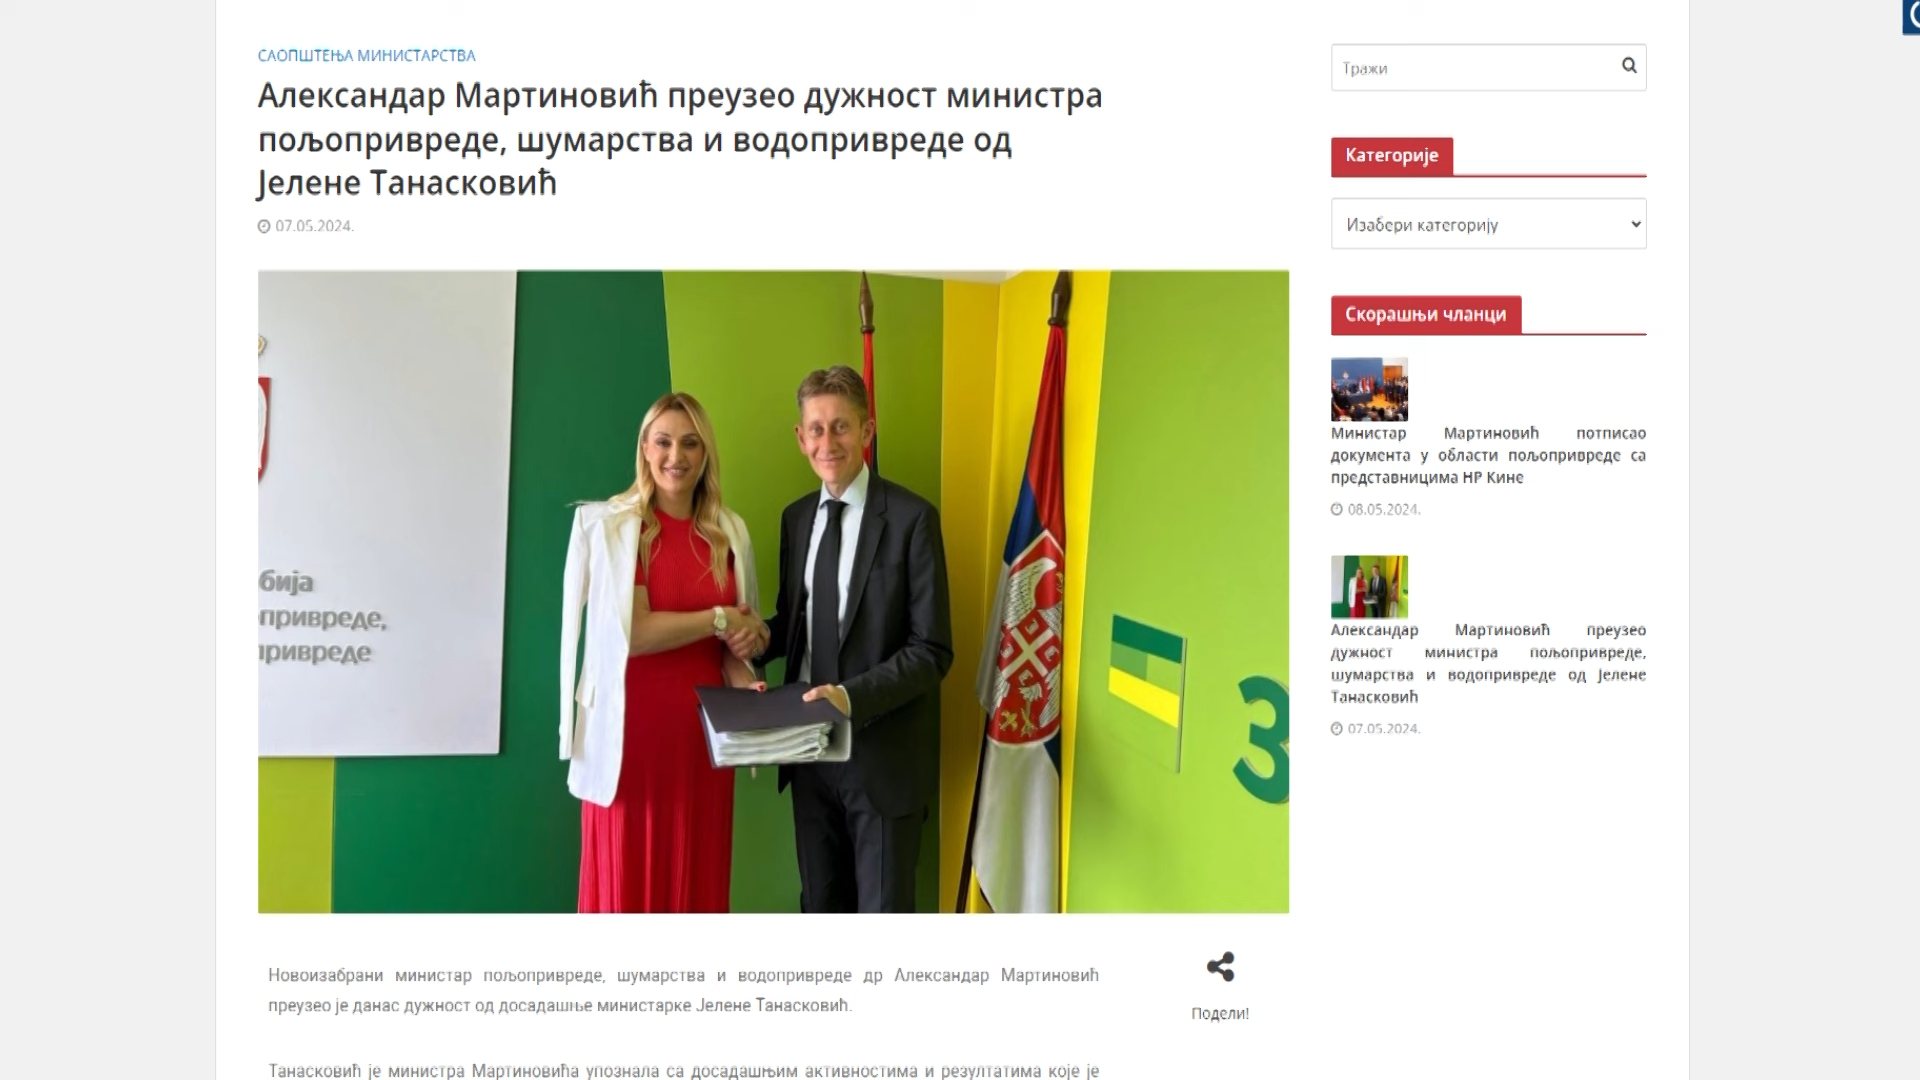 САОПШТЕЊА МИНИСТАРСТВА
Александар Мартиновић преузео дужност министра
пољопривреде, шумарства и водопривреде од
Јелене Танасковић
07.05.2024.
бија
привреде,
привреде
З
Новоизабрани министар пољопривреде, шумарства и водопривреде др Александар Мартиновић
преузео је данас дужност од досадашње министарке Јелене Танасковић.
Подели!
Танасковић је министра Мартиновића упознала са досадашњим активностима и резултатима које је
Тражи
Категорије
Изабери категорију
Скорашњи чланци
Министар Мартиновић потписао
документа у области пољопривреде са
представницима НР Кине
08.05.2024.
Александар Мартиновић преузео
дужност министра пољопривреде,
шумарства и водопривреде од Јелене
Танасковић
07.05.2024.